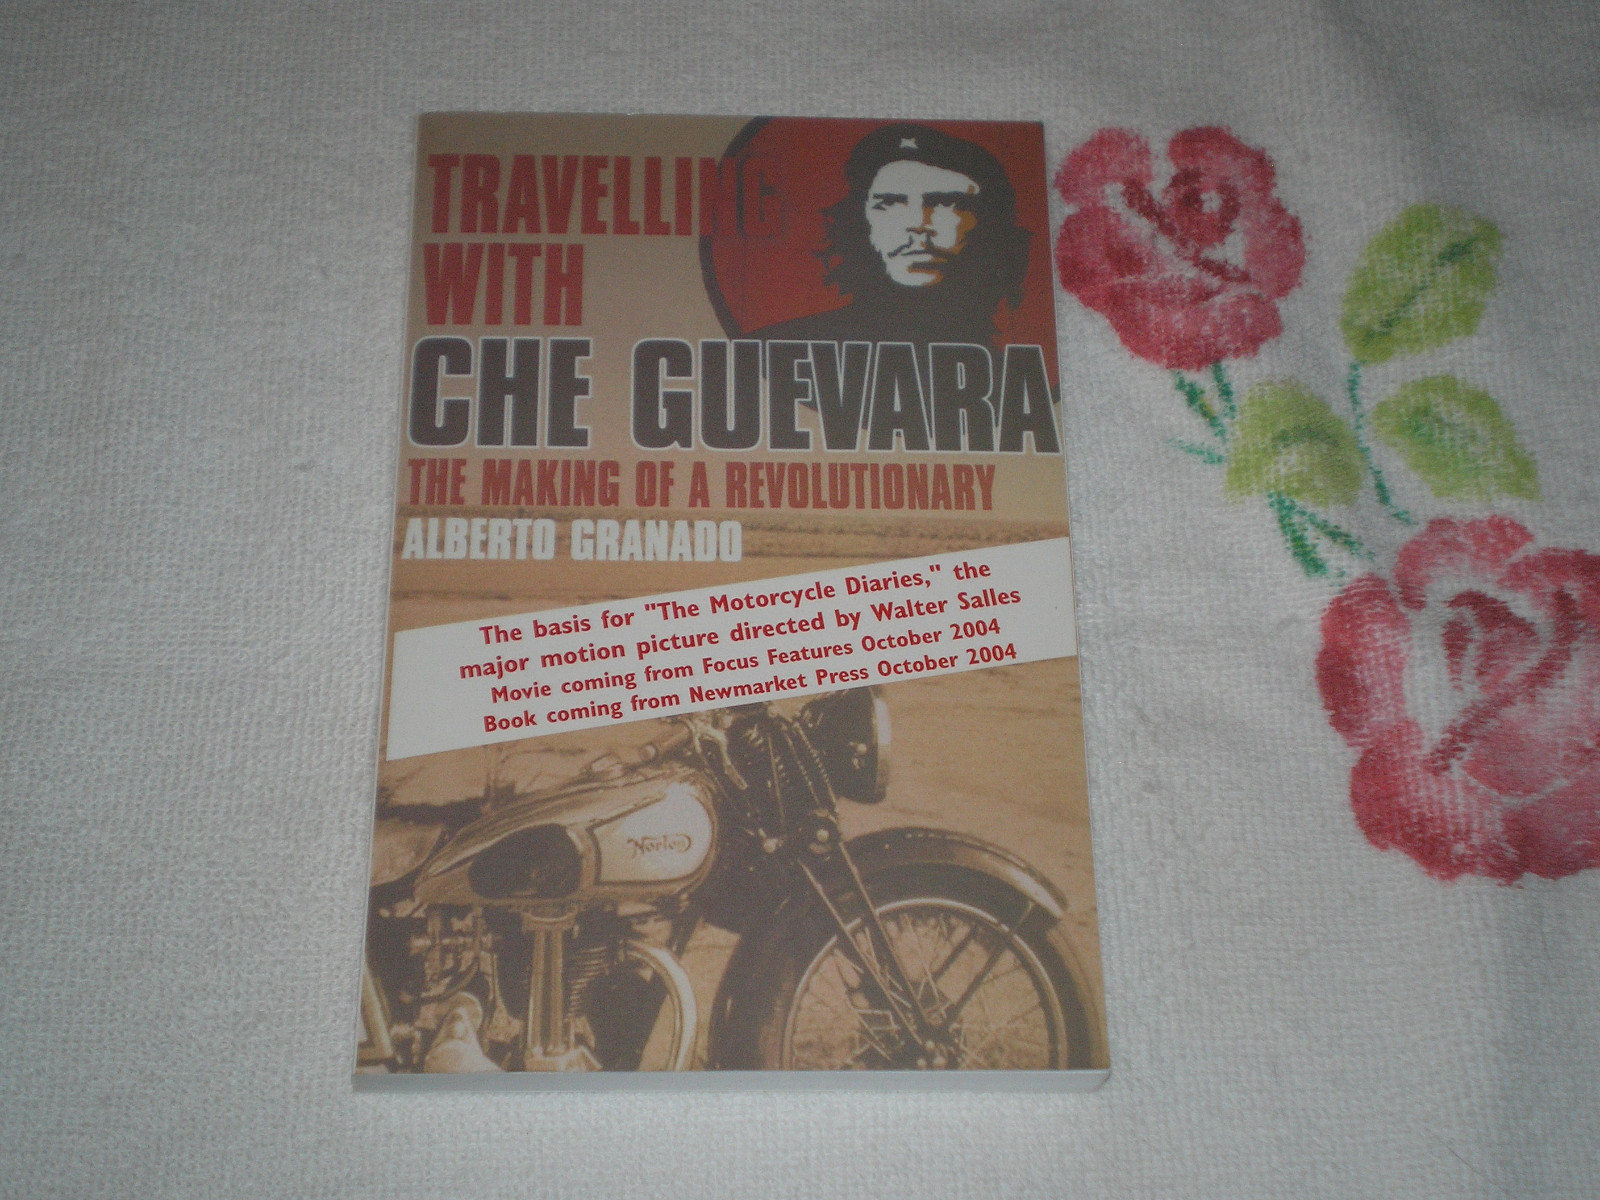 TRAVELLING
WITH
CHE GUEVARA
THE MAKING OF A REVOLUTIONARY
ALBERTO GRANADO
The basis for "The Motorcycle Diaries," the
major motion picture directed by Walter Salles
Movie coming from Focus Features October 2004
Book coming from Newmarket Press October 2004
Norton